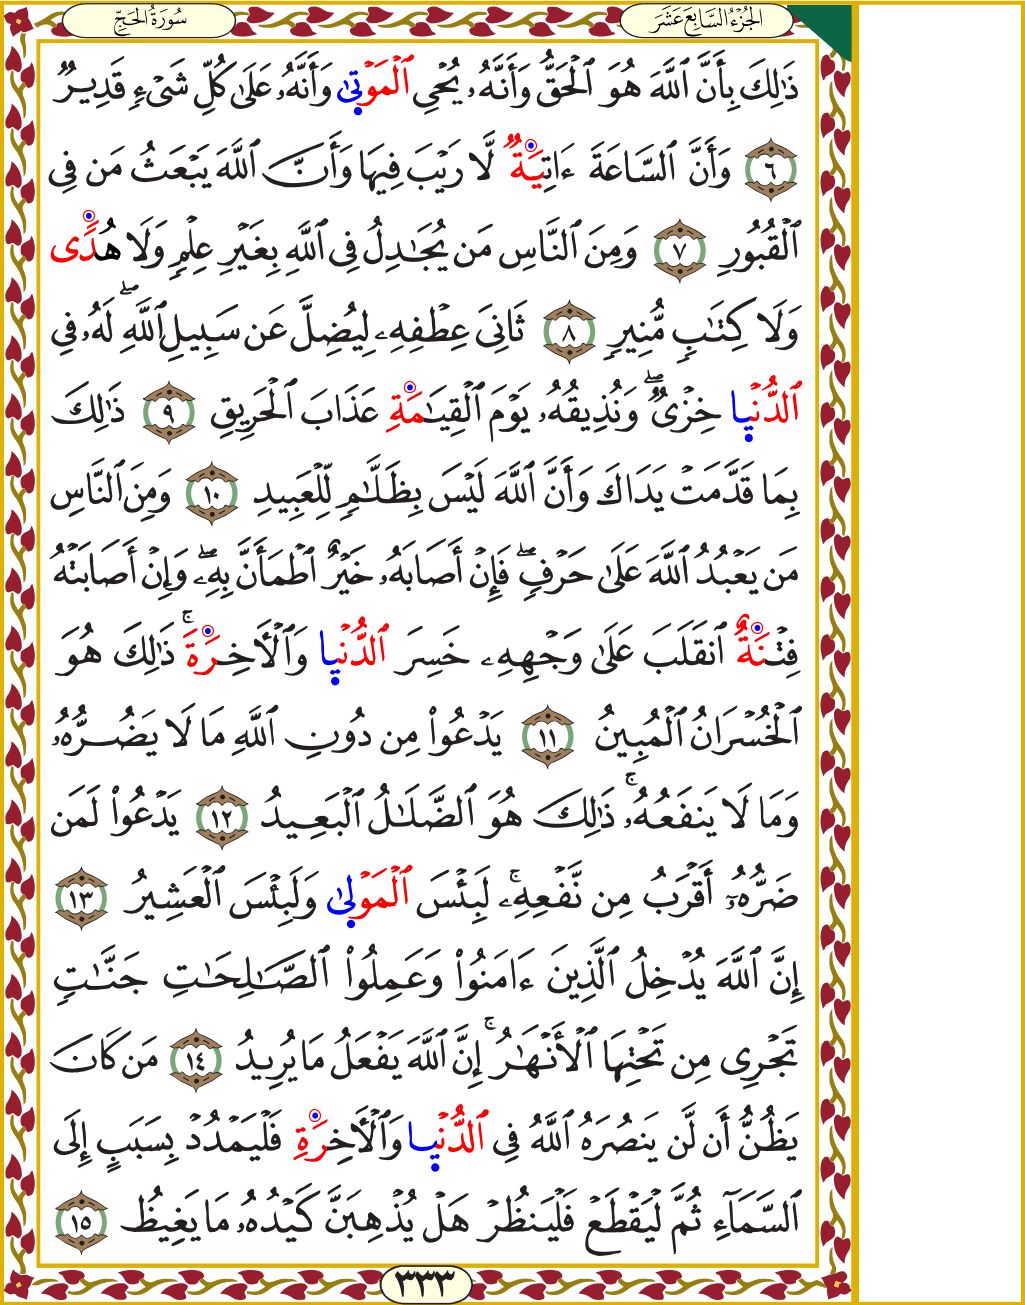 الجُزْءُ السَّابِعَ عَشَرَ
سُورَةُ الحَجِّ
ذَٰلِكَ بِأَنَّ ٱللَّهَ هُوَ ٱلْحَقُّ وَأَنَّهُۥ يُحْىِ ٱلْمَوْتَىٰ وَأَنَّهُۥ عَلَىٰ كُلِّ شَىْءٍ قَدِيرٌ
٦ وَأَنَّ ٱلسَّاعَةَ ءَاتِيَةٌ لَّا رَيْبَ فِيهَا وَأَنَّ ٱللَّهَ يَبْعَثُ مَن فِى
ٱلْقُبُورِ ٧ وَمِنَ ٱلنَّاسِ مَن يُجَٰدِلُ فِى ٱللَّهِ بِغَيْرِ عِلْمٍ وَلَا هُدًى
وَلَا كِتَٰبٍ مُّنِيرٍ ٨ ثَانِىَ عِطْفِهِۦ لِيُضِلَّ عَن سَبِيلِ ٱللَّهِۖ لَهُۥ فِى
ٱلدُّنْيَا خِزْىٌۖ وَنُذِيقُهُۥ يَوْمَ ٱلْقِيَٰمَةِ عَذَابَ ٱلْحَرِيقِ ٩ ذَٰلِكَ
بِمَا قَدَّمَتْ يَدَاكَ وَأَنَّ ٱللَّهَ لَيْسَ بِظَلَّٰمٍ لِّلْعَبِيدِ ١٠ وَمِنَ ٱلنَّاسِ
مَن يَعْبُدُ ٱللَّهَ عَلَىٰ حَرْفٍۖ فَإِنْ أَصَابَهُۥ خَيْرٌ ٱطْمَأَنَّ بِهِۦۖ وَإِنْ أَصَابَتْهُ
فِتْنَةٌ ٱنقَلَبَ عَلَىٰ وَجْهِهِۦ خَسِرَ ٱلدُّنْيَا وَٱلْأَخِرَةَۚ ذَٰلِكَ هُوَ
ٱلْخُسْرَانُ ٱلْمُبِينُ ١١ يَدْعُوا۟ مِن دُونِ ٱللَّهِ مَا لَا يَضُرُّهُۥ
وَمَا لَا يَنفَعُهُۥۚ ذَٰلِكَ هُوَ ٱلضَّلَٰلُ ٱلْبَعِيدُ ١٢ يَدْعُوا۟ لَمَن
ضَرُّهُۥٓ أَقْرَبُ مِن نَّفْعِهِۦۚ لَبِئْسَ ٱلْمَوْلَىٰ وَلَبِئْسَ ٱلْعَشِيرُ ١٣
إِنَّ ٱللَّهَ يُدْخِلُ ٱلَّذِينَ ءَامَنُوا۟ وَعَمِلُوا۟ ٱلصَّٰلِحَٰتِ جَنَّٰتٍ
تَجْرِى مِن تَحْتِهَا ٱلْأَنْهَٰرُۚ إِنَّ ٱللَّهَ يَفْعَلُ مَا يُرِيدُ ١٤ مَن كَانَ
يَظُنُّ أَن لَّن يَنصُرَهُ ٱللَّهُ فِى ٱلدُّنْيَا وَٱلْأَخِرَةِ فَلْيَمْدُدْ بِسَبَبٍ إِلَى
ٱلسَّمَآءِ ثُمَّ لْيَقْطَعْ فَلْيَنظُرْ هَلْ يُذْهِبَنَّ كَيْدُهُۥ مَا يَغِيظُ ١٥
٣٣٣